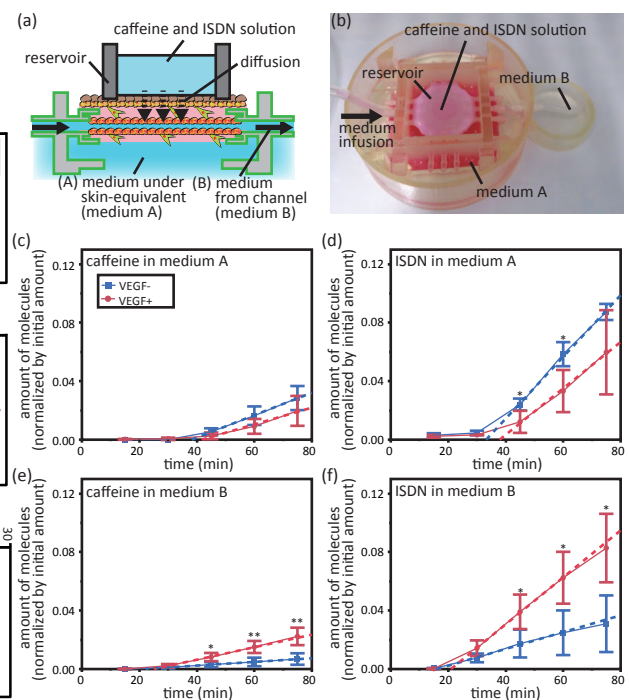 (a)
caffeine and ISDN solution
reservoir
diffusion
(A) medium under
skin-equivalent
(medium A)
(B) medium
from channel
(medium B)
(b)
caffeine and ISDN solution
reservoir
medium B
medium
infusion
medium A
(c)
caffeine in medium A
VEGF-
VEGF+
amount of molecules
(normalized by initial amount)
0.12
0.08
0.04
0.00
0 20 40 60 80
time (min)
(d)
ISDN in medium A
amount of molecules
(normalized by initial amount)
0.12
0.08
0.04
0.00
* *
0 20 40 60 80
time (min)
(e)
caffeine in medium B
amount of molecules
(normalized by initial amount)
0.12
0.08
0.04
0.00
* ** **
0 20 40 60 80
time (min)
(f)
ISDN in medium B
amount of molecules
(normalized by initial amount)
0.12
0.08
0.04
0.00
* * *
0 20 40 60 80
time (min)
30